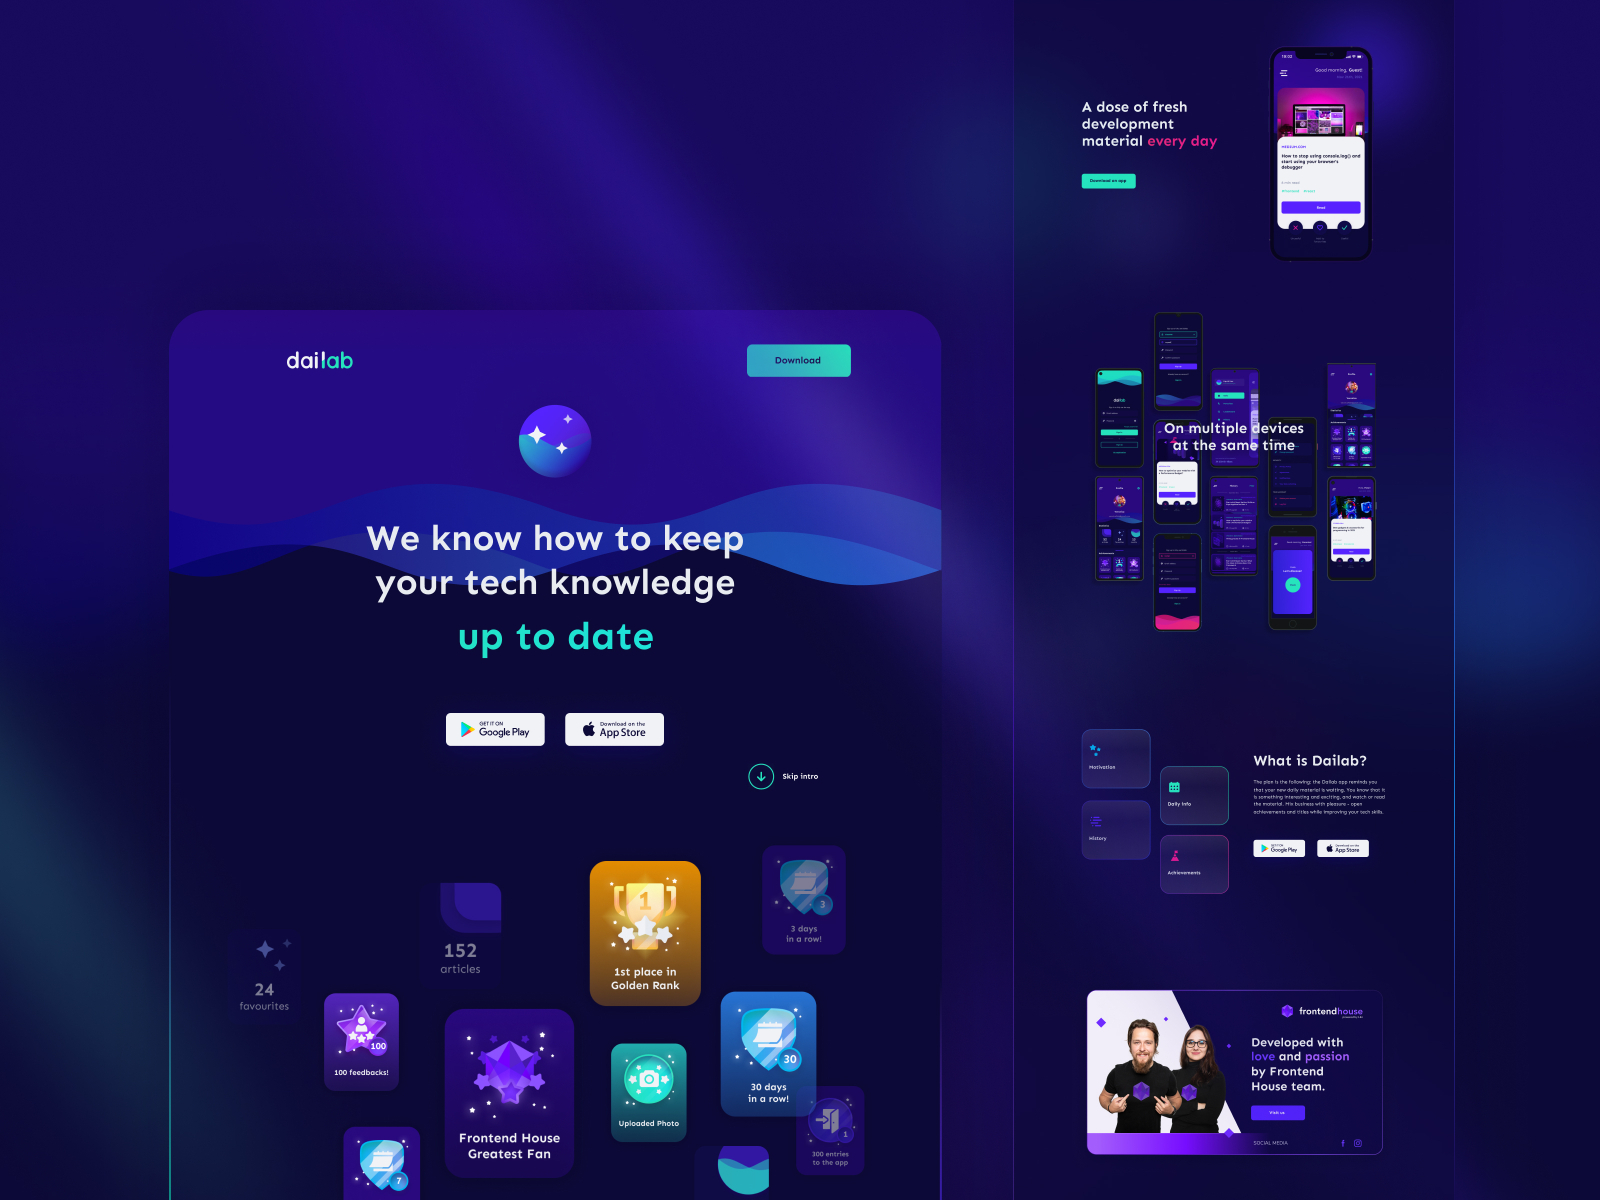 dailab
Download
We know how to keep
your tech knowledge
up to date
GET IT ON
Google Play
Download on the
App Store
Skip intro
24
favourites
152
articles
1
1st place in
Golden Rank
3
3 days
in a row!
100
100 feedbacks!
Frontend House
Greatest Fan
Uploaded Photo
30
30 days
in a row!
1
300 entries
to the app
7
A dose of fresh
development
material every day
Download an app
Good morning, Guest!
MEDIUM.COM
How to stop using console.log() and
start using your browser's
debugger
Read
On multiple devices
at the same time
dailab
Motivation
Daily info
History
Achievements
What is Dailab?
The plan is the following: the Dailab app reminds you
that your new daily material is waiting. You know that it
is something interesting and exciting, and watch or read
the material. Mix business with pleasure - open
achievements and titles while improving your tech skills.
GET IT ON
Google Play
Download on the
App Store
frontendhouse
Developed with
love and passion
by Frontend
House team.
Visit us
SOCIAL MEDIA